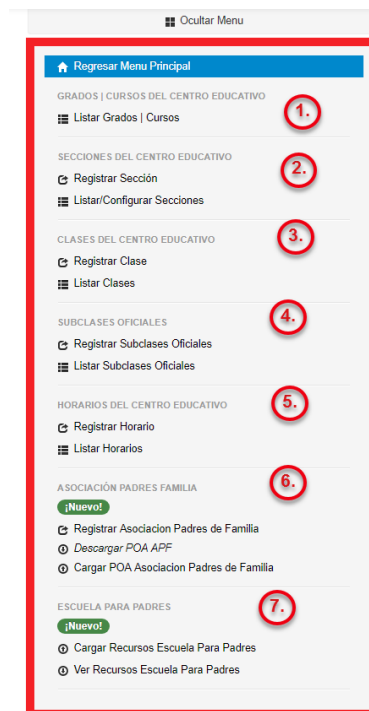 Ocultar Menu
Regresar Menu Principal
GRADOS | CURSOS DEL CENTRO EDUCATIVO
1.
Listar Grados | Cursos
SECCIONES DEL CENTRO EDUCATIVO
2.
Registrar Sección
Listar/Configurar Secciones
CLASES DEL CENTRO EDUCATIVO
3.
Registrar Clase
Listar Clases
SUBCLASES OFICIALES
4.
Registrar Subclases Oficiales
Listar Subclases Oficiales
HORARIOS DEL CENTRO EDUCATIVO
5.
Registrar Horario
Listar Horarios
ASOCIACIÓN PADRES FAMILIA
6.
¡Nuevo!
Registrar Asociacion Padres de Familia
Descargar POA APF
Cargar POA Asociacion Padres de Familia
ESCUELA PARA PADRES
7.
¡Nuevo!
Cargar Recursos Escuela Para Padres
Ver Recursos Escuela Para Padres